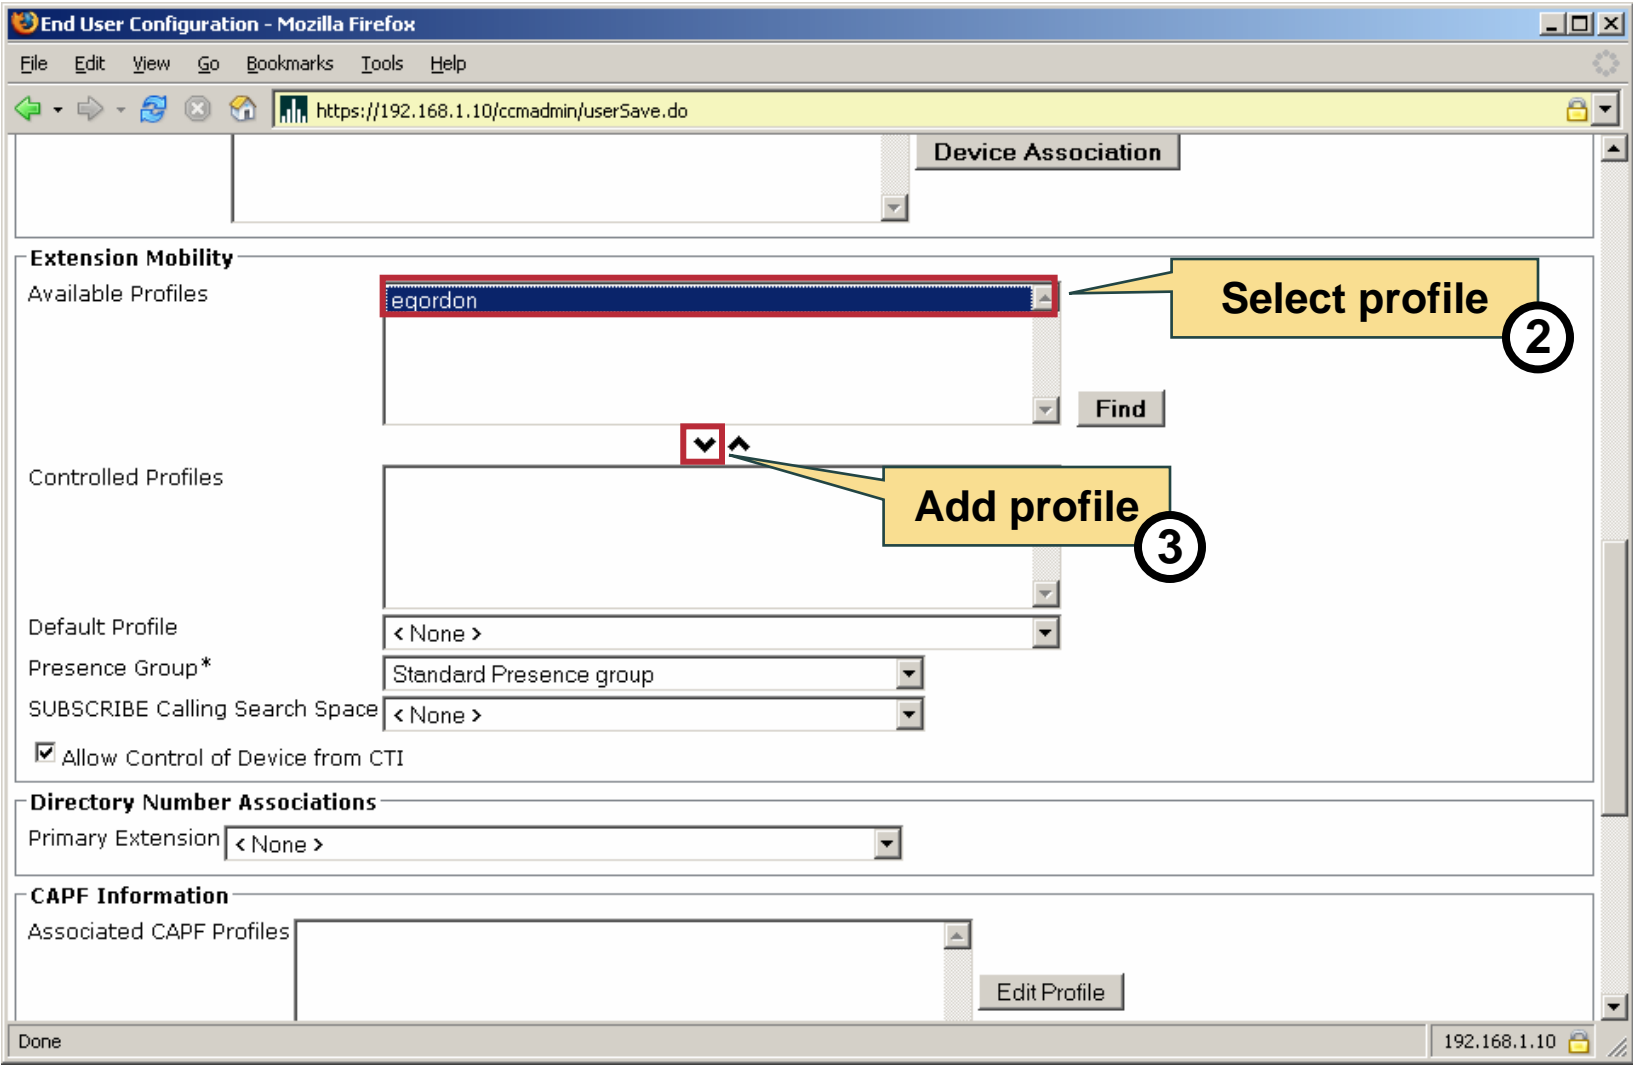 End User Configuration - Mozilla Firefox
File Edit View Go Bookmarks Tools Help
https://192.168.1.10/ccmadmin/userSave.do
Device Association
Extension Mobility
Available Profiles
egordon
Select profile
2
Find
Controlled Profiles
Add profile
3
Default Profile
< None >
Presence Group*
Standard Presence group
SUBSCRIBE Calling Search Space
< None >
Allow Control of Device from CTI
Directory Number Associations
Primary Extension
< None >
CAPF Information
Associated CAPF Profiles
Edit Profile
Done
192.168.1.10